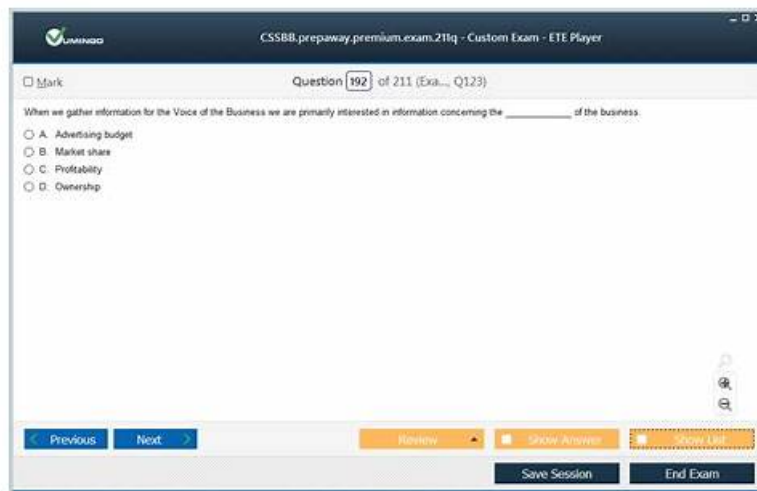 VUMINGO
CSSBB.prepaway.premium.exam.211q - Custom Exam - ETE Player
Mark
Question 192 of 211 (Exa..., Q123)
When we gather information for the Voice of the Business we are primarily interested in information concerning the ____________ of the business.
A. Advertising budget
B. Market share
C. Profitability
D. Ownership
Previous
Next
Review
Show Answer
Show List
Save Session
End Exam